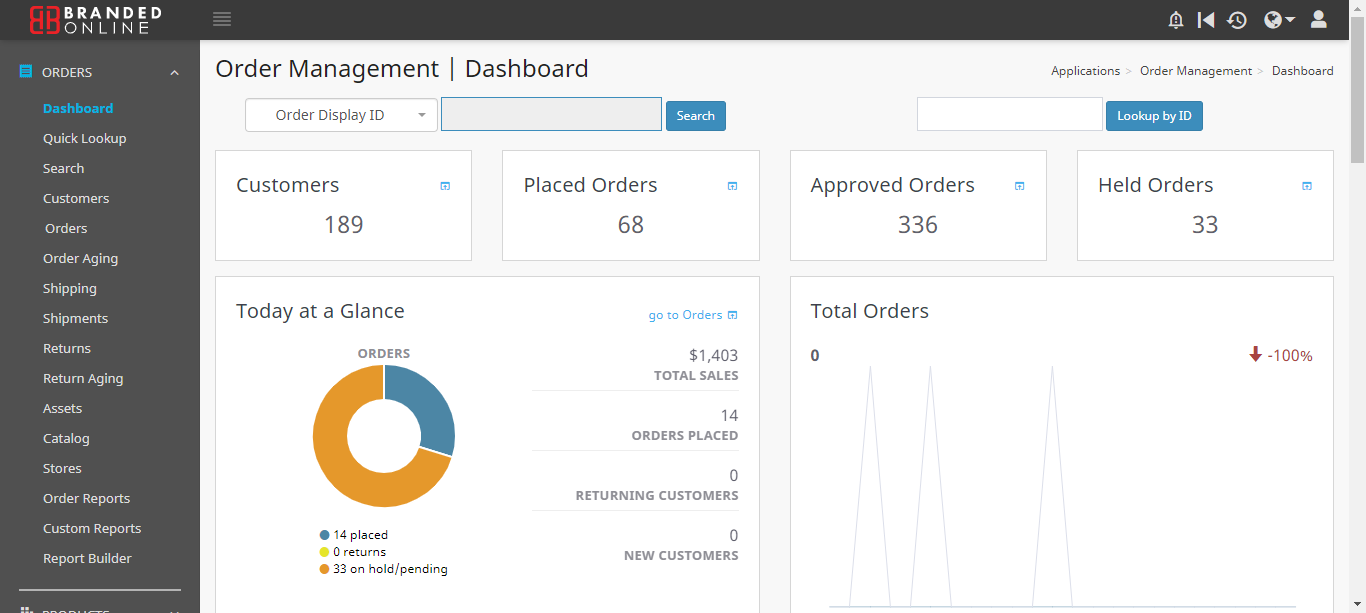 BRANDED
ONLINE
ORDERS
Dashboard
Quick Lookup
Search
Customers
Orders
Order Aging
Shipping
Shipments
Returns
Return Aging
Assets
Catalog
Stores
Order Reports
Custom Reports
Report Builder
PRODUCTS
Order Management | Dashboard
Applications > Order Management > Dashboard
Order Display ID
Search
Lookup by ID
Customers
189
Placed Orders
68
Approved Orders
336
Held Orders
33
Today at a Glance
go to Orders
ORDERS
14 placed
0 returns
33 on hold/pending
$1,403
TOTAL SALES
14
ORDERS PLACED
0
RETURNING CUSTOMERS
0
NEW CUSTOMERS
Total Orders
0
-100%